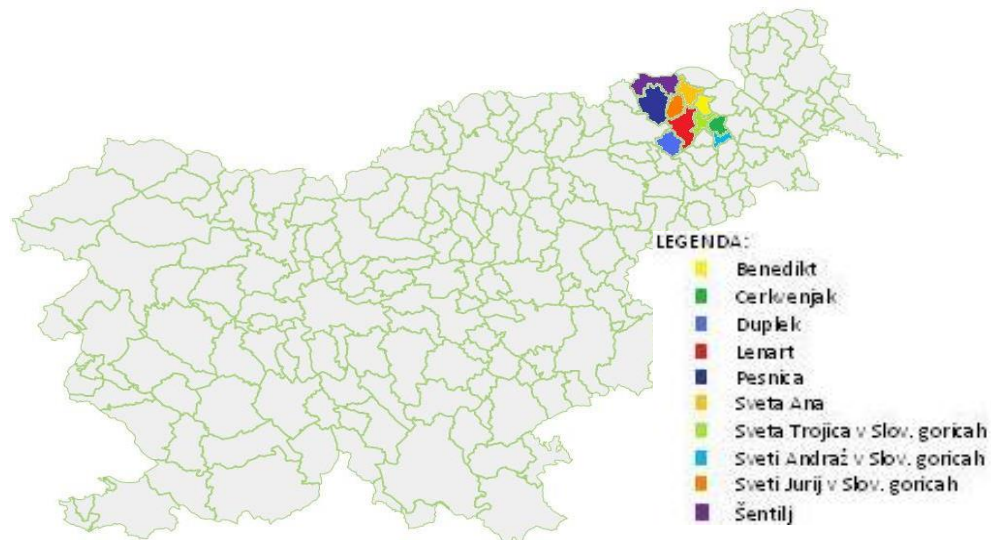 LEGENDA:
Benedikt
Cerkvenjak
Duplek
Lenart
Pesnica
Sveta Ana
Sveta Trojica v Slov. goricah
Sveti Andraž v Slov. goricah
Sveti Jurij v Slov. goricah
Šentilj